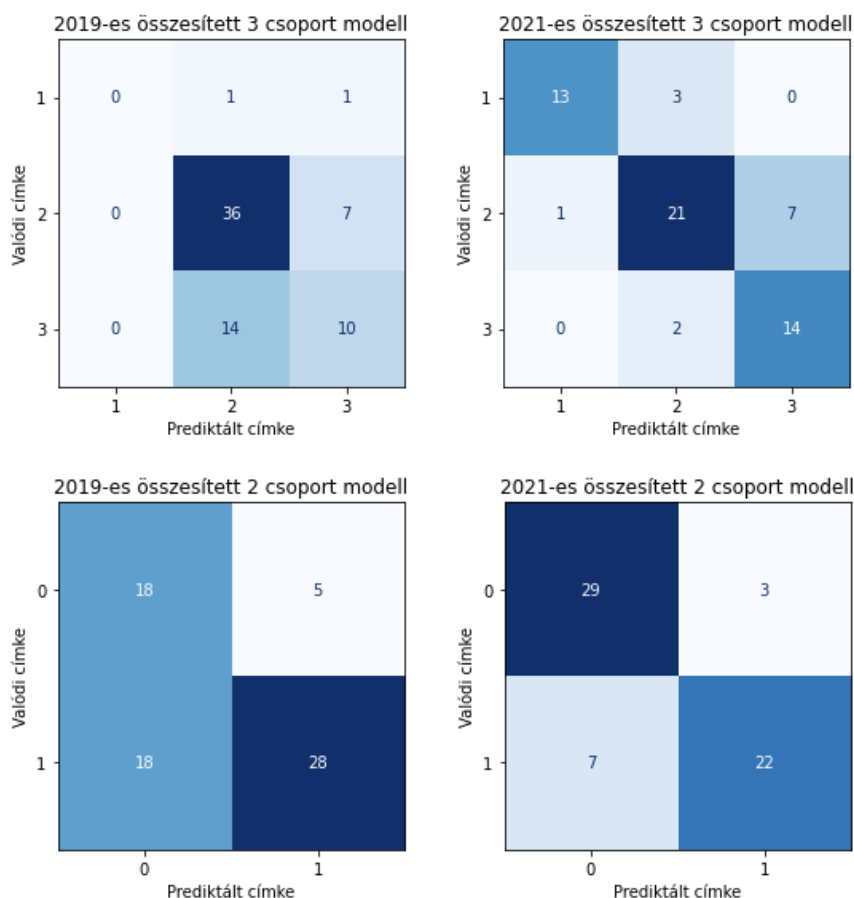 2019-es összesített 3 csoport modell
1 0 1 1
2 0 36 7
3 0 14 10
1 2 3
Prediktált címke
Valódi címke
2021-es összesített 3 csoport modell
1 13 3 0
2 1 21 7
3 0 2 14
1 2 3
Prediktált címke
Valódi címke
2019-es összesített 2 csoport modell
0 18 5
1 18 28
0 1
Prediktált címke
Valódi címke
2021-es összesített 2 csoport modell
0 29 3
1 7 22
0 1
Prediktált címke
Valódi címke